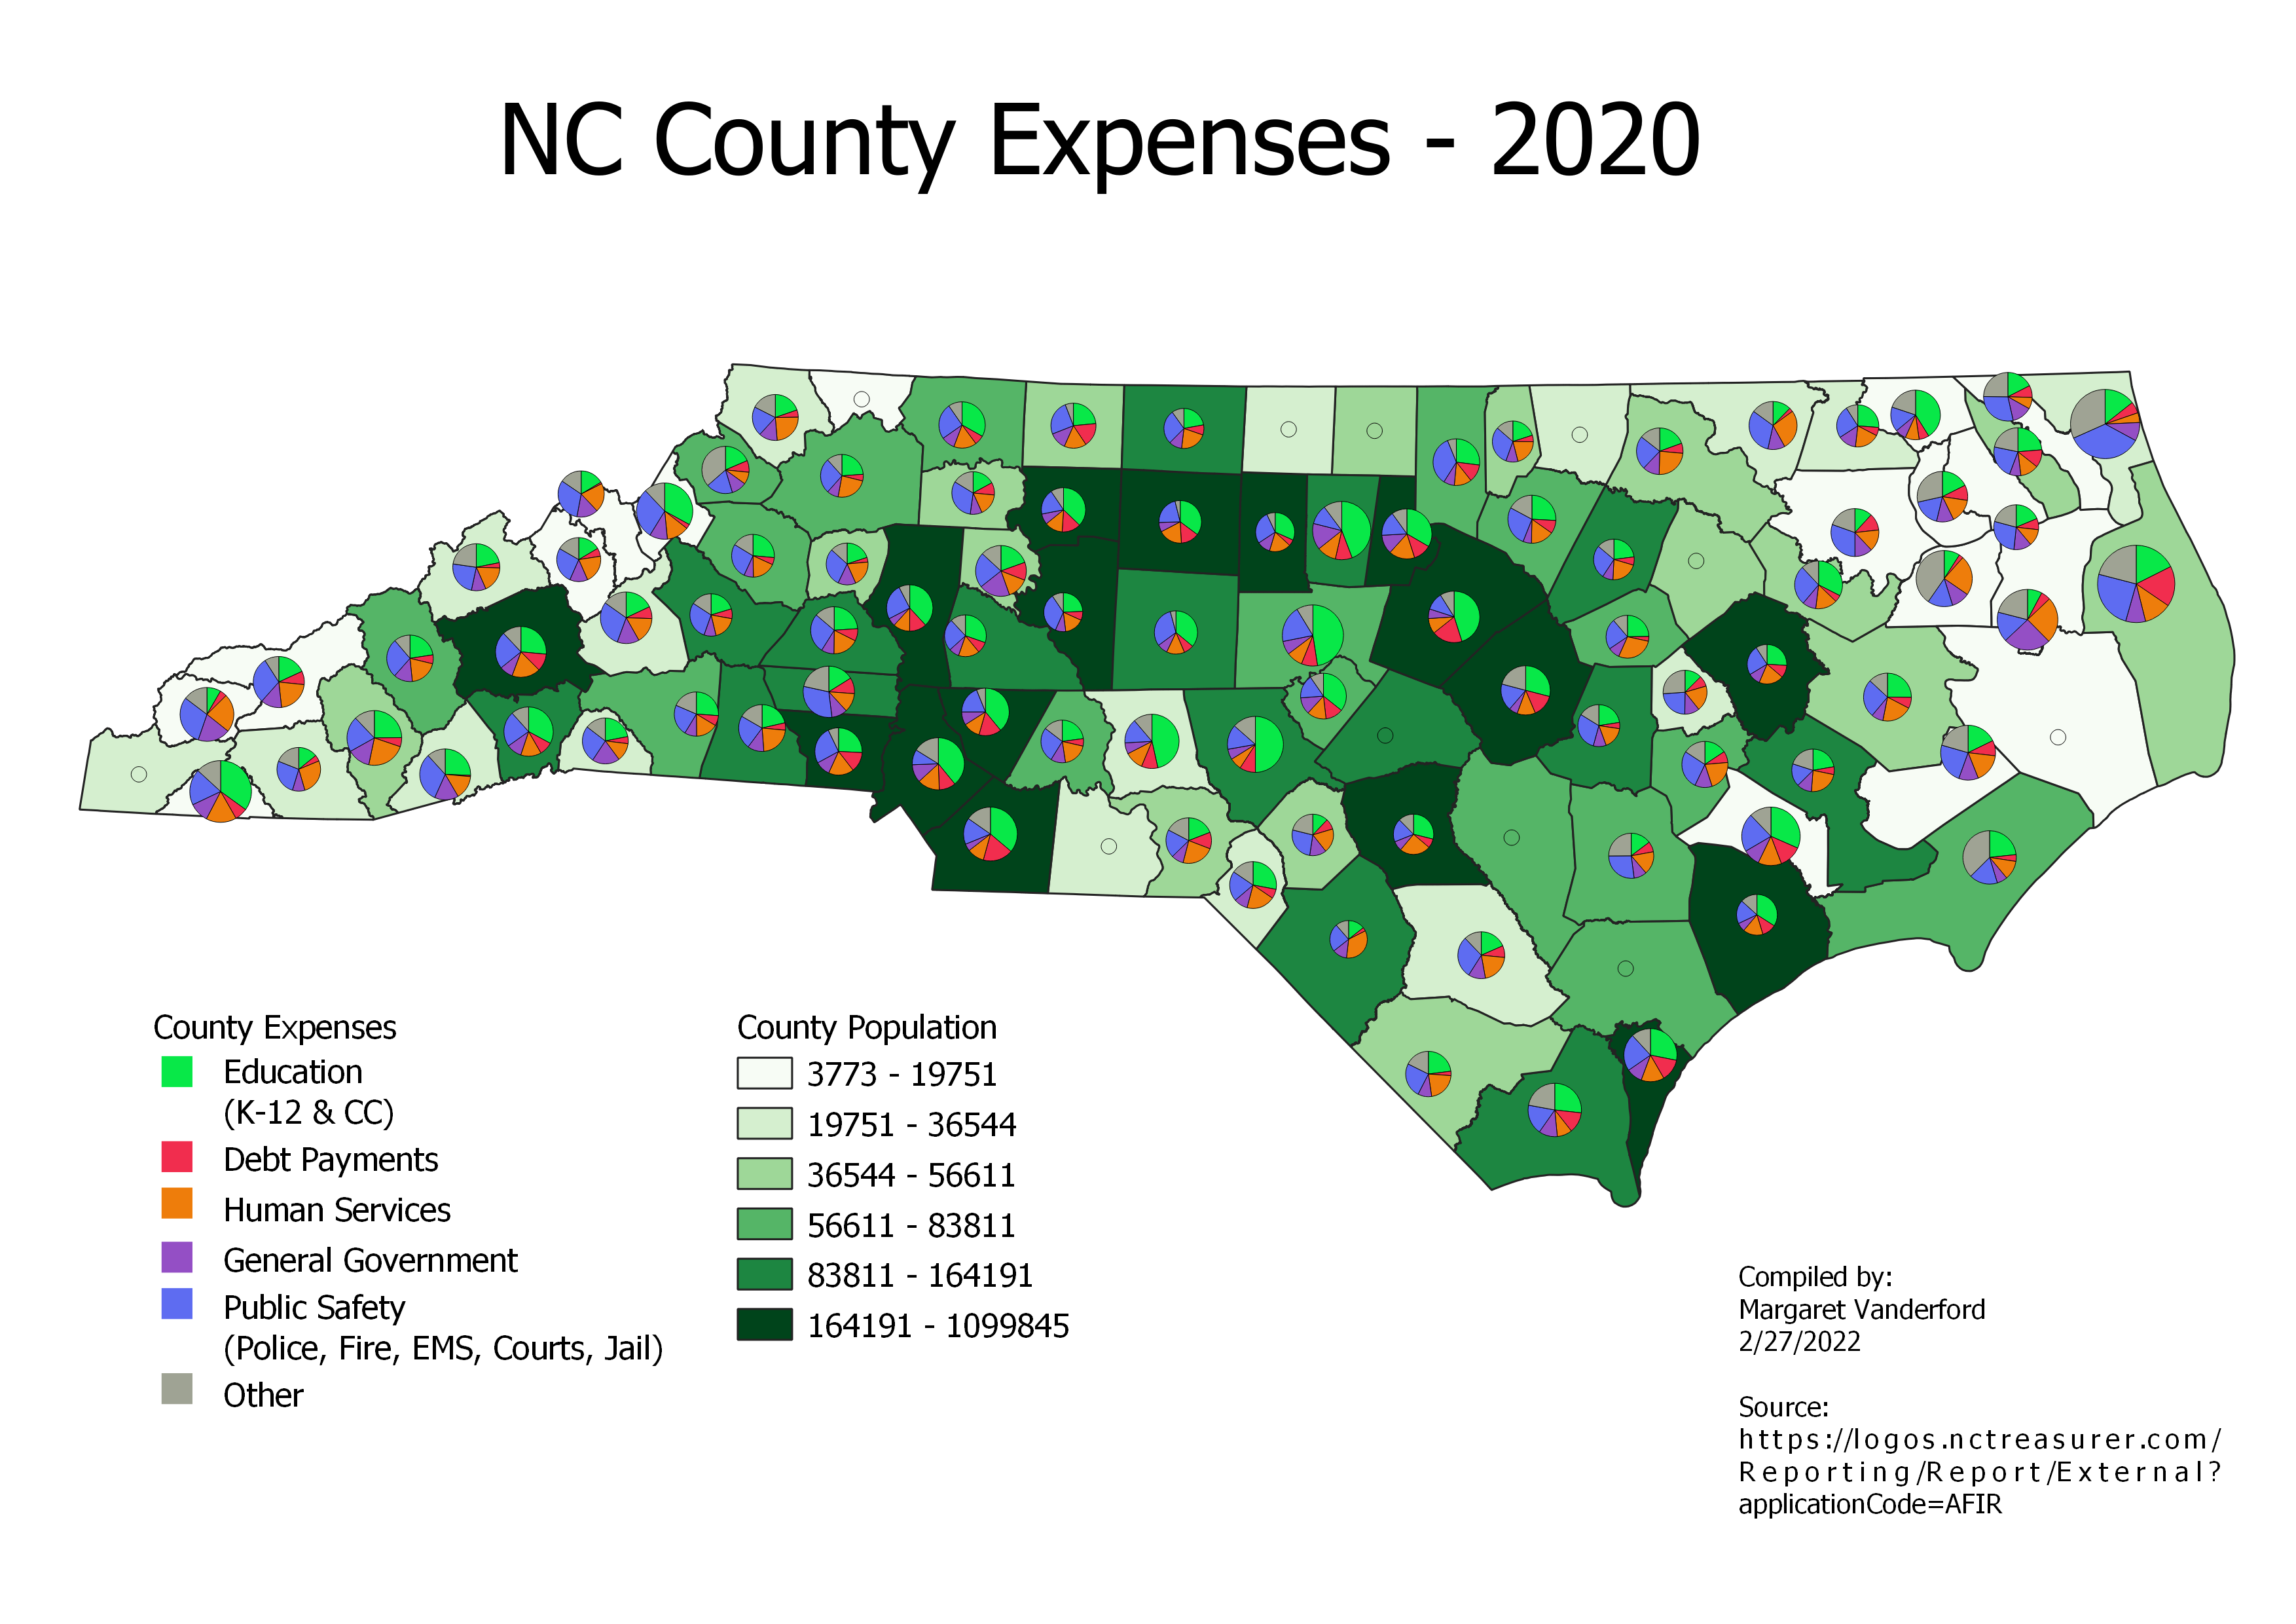 NC County Expenses - 2020
County Expenses
Education
(K-12 & CC)
Debt Payments
Human Services
General Government
Public Safety
(Police, Fire, EMS, Courts, Jail)
Other
County Population
3773 - 19751
19751 - 36544
36544 - 56611
56611 - 83811
83811 - 164191
164191 - 1099845
Compiled by:
Margaret Vanderford
2/27/2022
Source:
https://logos.nctreasurer.com/
Reporting/Report/External?
applicationCode=AFIR